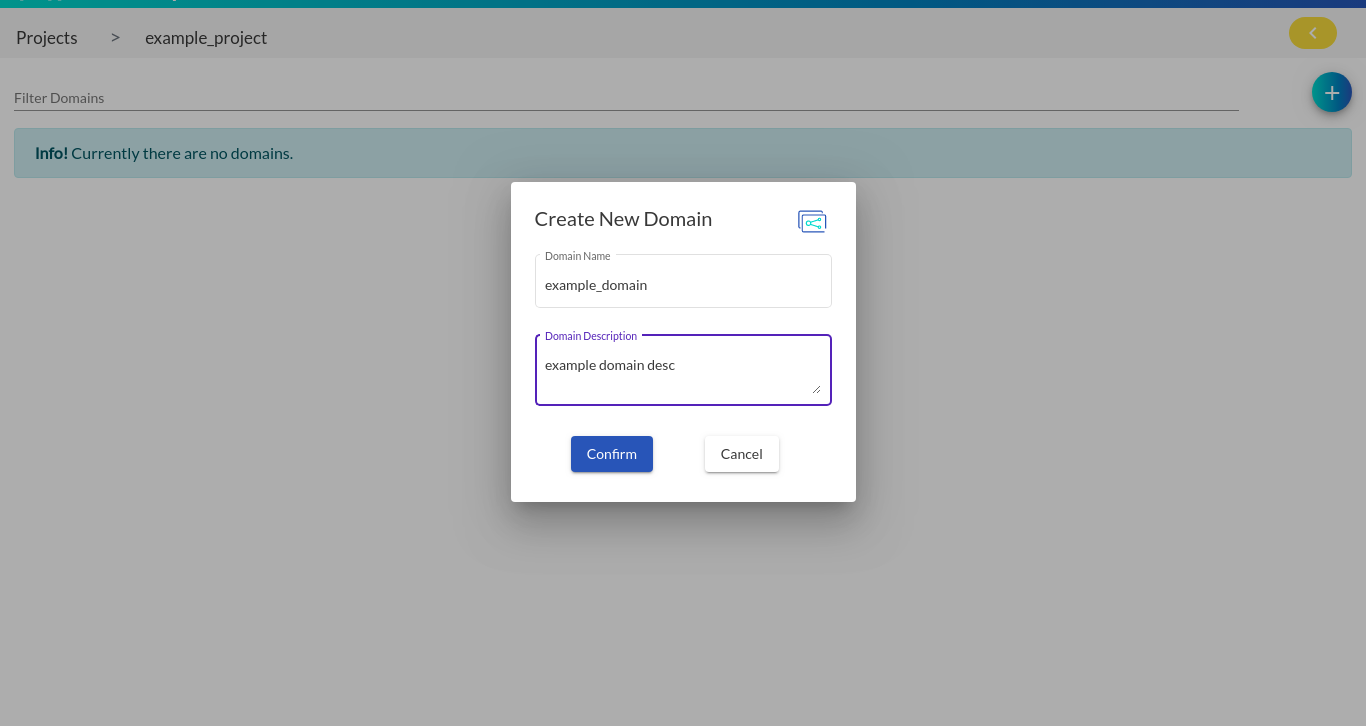 Projects > example_project
Filter Domains
Info! Currently there are no domains.
Create New Domain
Domain Name
example_domain
Domain Description
example domain desc
Confirm Cancel